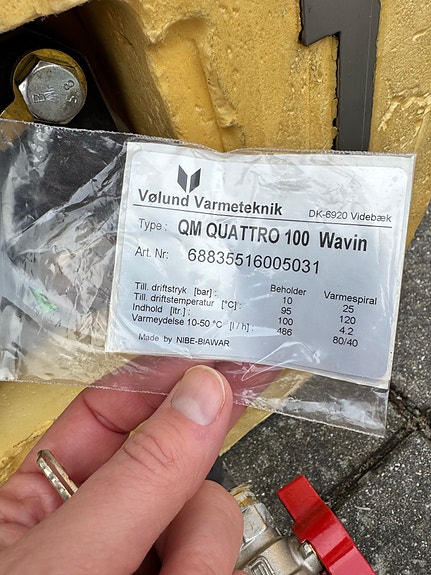 8.8
Vølund Varmeteknik DK-6920 Videbæk
Type: QM QUATTRO 100 Wavin
Art. Nr: 68835516005031
Beholder Varmespiral
Till. driftstryk [bar]: 10 25
Till. driftstemperatur [°C]: 95 120
Indhold [ltr.]: 100 4.2
Varmeydelse 10-50 °C [l/h]: 486 80/40
Made by NIBE-BIAWAR